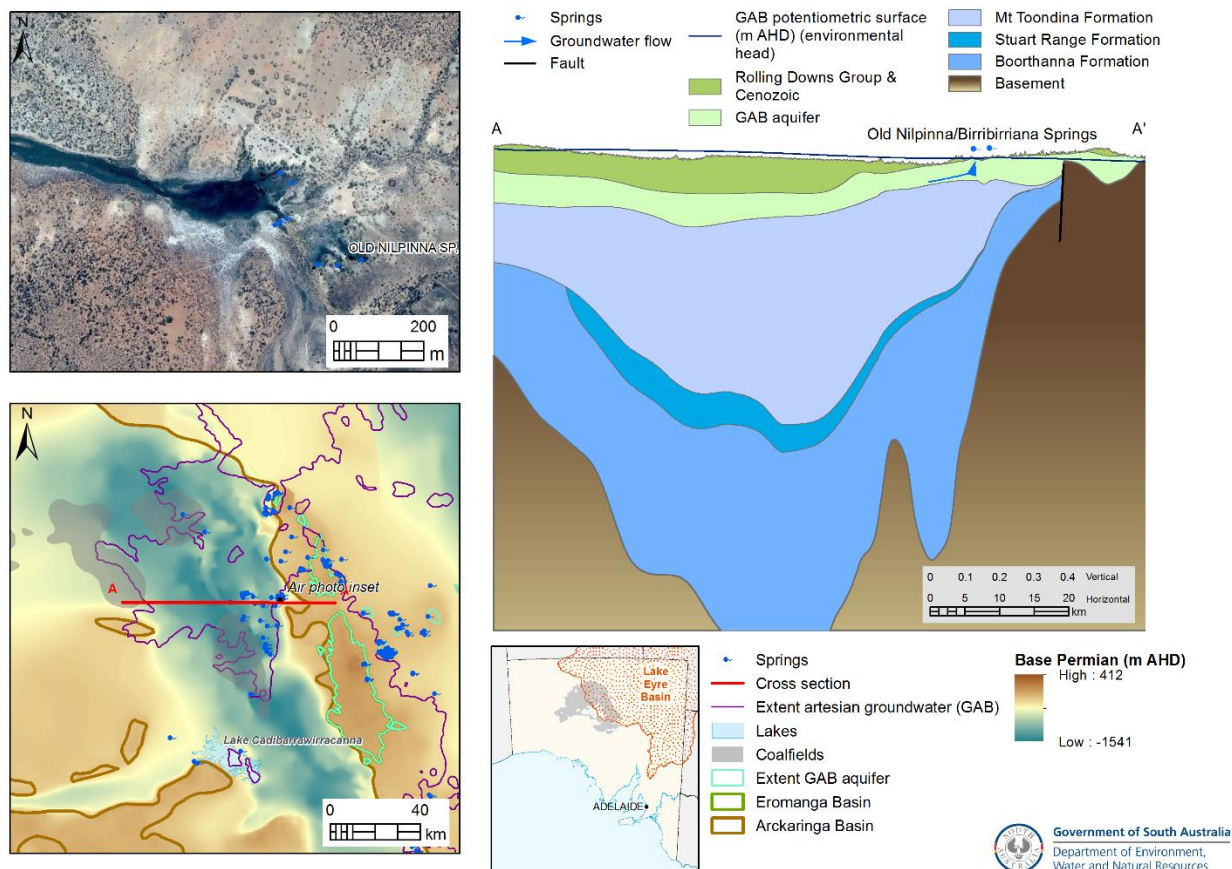 N
OLD NILPINNA SP.
0 200
m
Springs
Groundwater flow
Fault
GAB potentiometric surface
(m AHD) (environmental
head)
Rolling Downs Group &
Cenozoic
GAB aquifer
Mt Toondina Formation
Stuart Range Formation
Boorthanna Formation
Basement
A
Old Nilpinna/Birribirriana Springs
A'
0 0.1 0.2 0.3 0.4 Vertical
0 5 10 15 20 Horizontal
km
N
A
Air photo inset
Lake Cadibarrawirracanna
0 40
km
Lake Eyre
Basin
ADELAIDE
Springs
Cross section
Extent artesian groundwater (GAB)
Lakes
Coalfields
Extent GAB aquifer
Eromanga Basin
Arckaringa Basin
Base Permian (m AHD)
High : 412
Low : -1541
SOUTH
AUSTRALIA
Government of South Australia
Department of Environment,
Water and Natural Resources